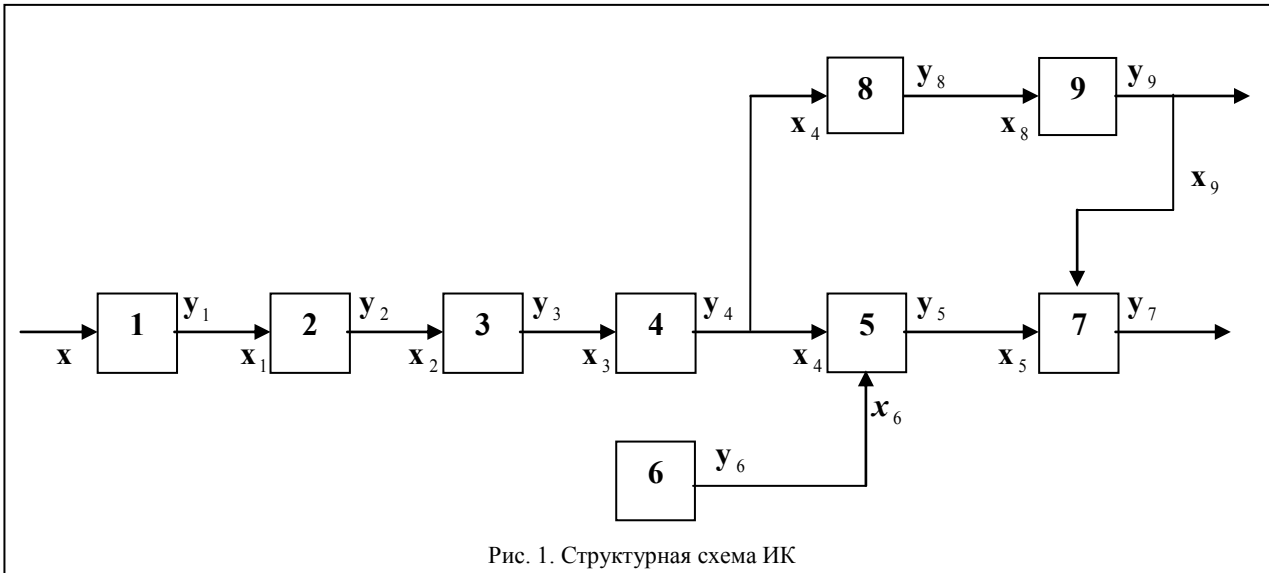 8 y₈ 9 y₉
x₄ x₈
x₉
1 y₁ 2 y₂ 3 y₃ 4 y₄ 5 y₅ 7 y₇
x x₁ x₂ x₃ x₄ x₅
x₆
6 y₆
Рис. 1. Структурная схема ИК